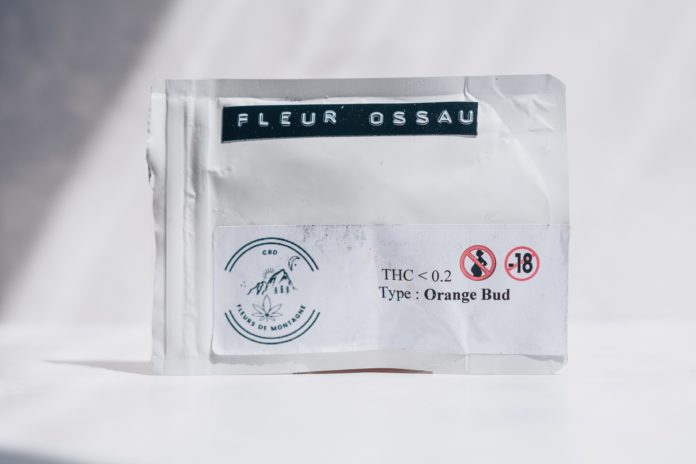 FLEUR OSSAU
CBD
FLEURS DE MONTAGNE
THC < 0.2
Type : Orange Bud
-18